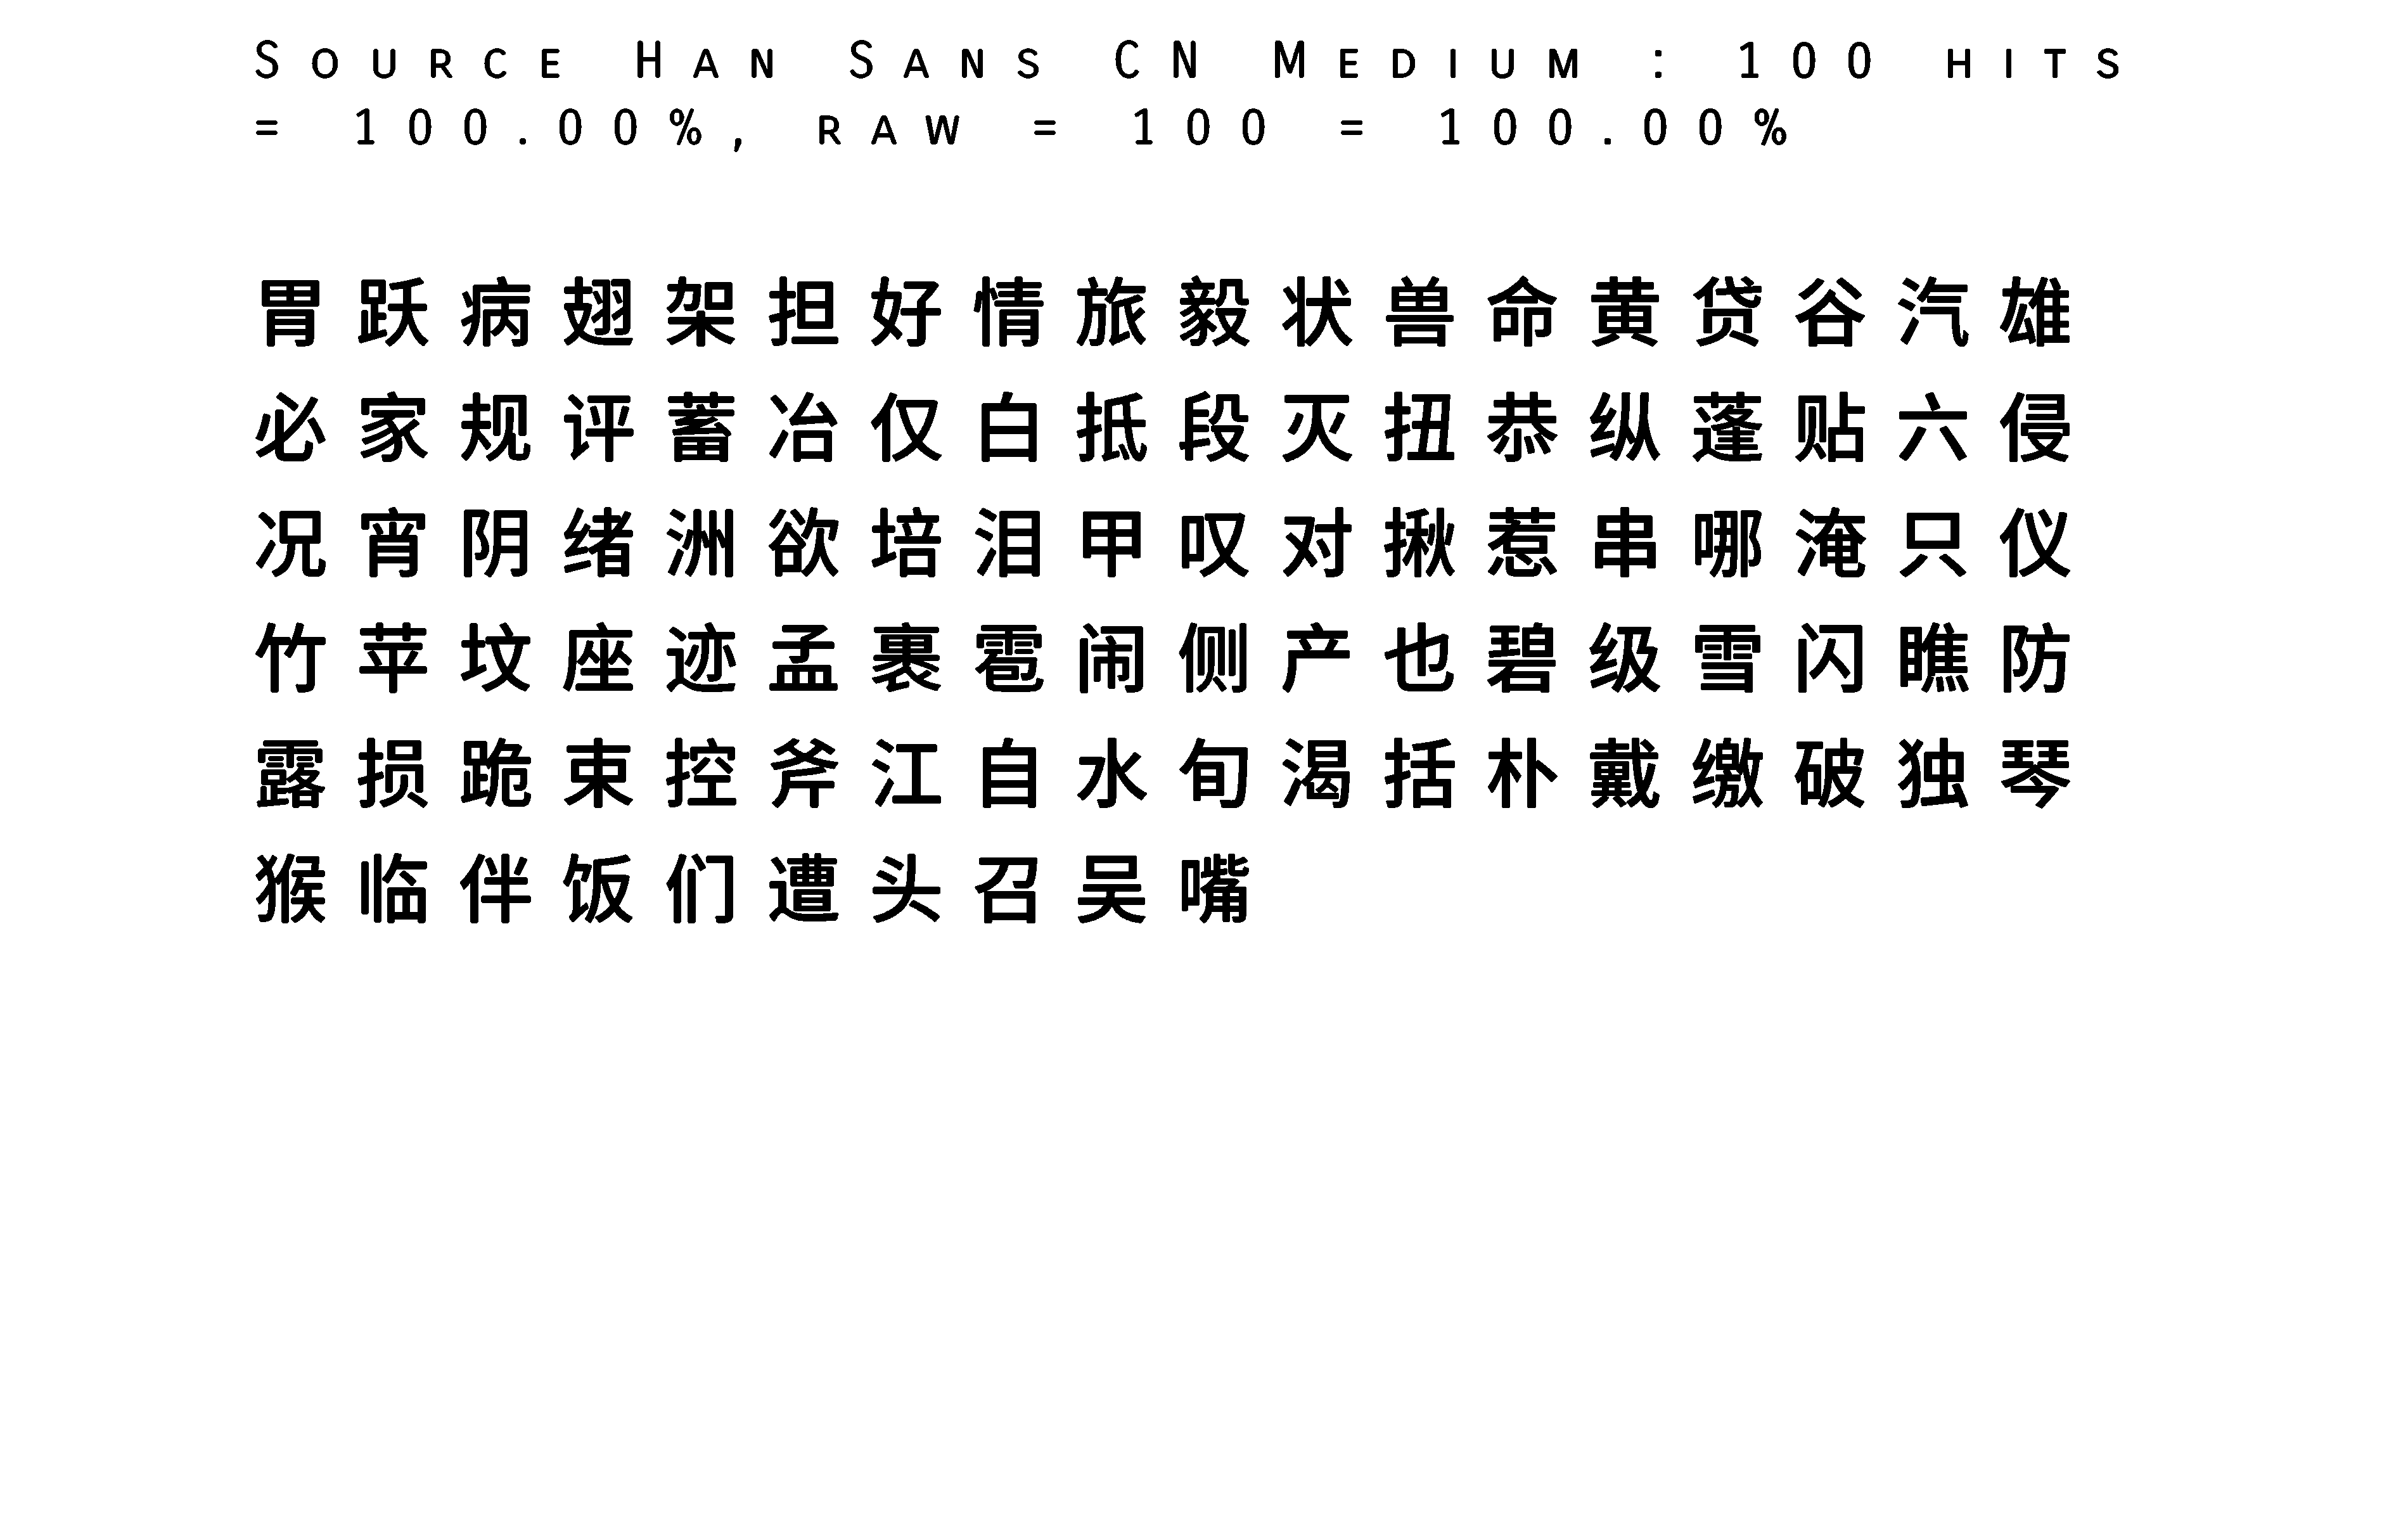 Source Han Sans CN Medium : 100 hits
= 100.00%, raw = 100 = 100.00%
胃跃病翅架担好情旅毅状兽命黄贷谷汽雄
必家规评蓄冶仅白抵段灭扭恭纵蓬贴六侵
况宵阴绪洲欲培泪甲叹对揪惹串哪淹只仪
竹苹坟座迹孟裹雹闹侧产也碧级雪闪瞧防
露损跪束控斧江自水旬渴括朴戴缴破独琴
猴临伴饭们遭头召吴嘴